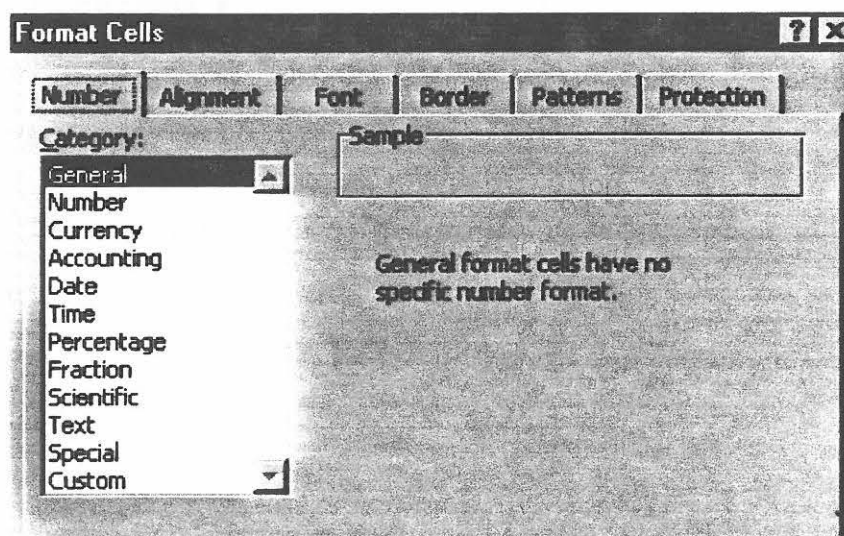 Format Cells
Number Alignment Font Border Patterns Protection
Category:
General
Number
Currency
Accounting
Date
Time
Percentage
Fraction
Scientific
Text
Special
Custom
Sample
General format cells have no
specific number format.